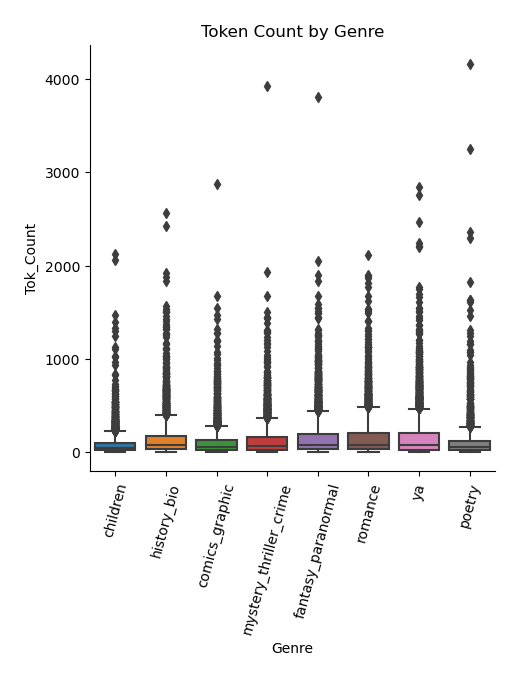 Token Count by Genre
Tok_Count
4000
3000
2000
1000
0
children
history_bio
comics_graphic
mystery_thriller_crime
fantasy_paranormal
romance
ya
poetry
Genre